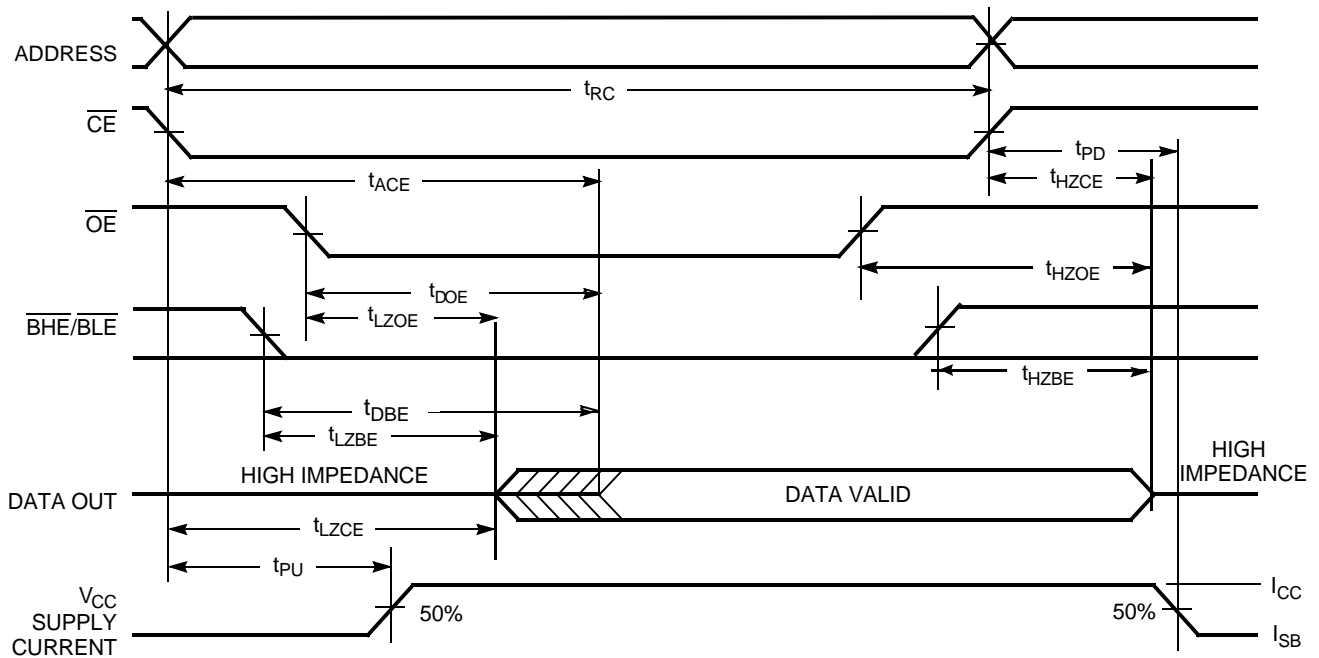 ADDRESS
tRC
CE
tPD
tACE
tHZCE
OE
tHZOE
tDOE
tLZOE
BHE/BLE
tHZBE
tDBE
tLZBE
HIGH IMPEDANCE
HIGH
IMPEDANCE
DATA OUT
DATA VALID
tLZCE
tPU
VCC
SUPPLY
CURRENT
50%
50%
ICC
ISB